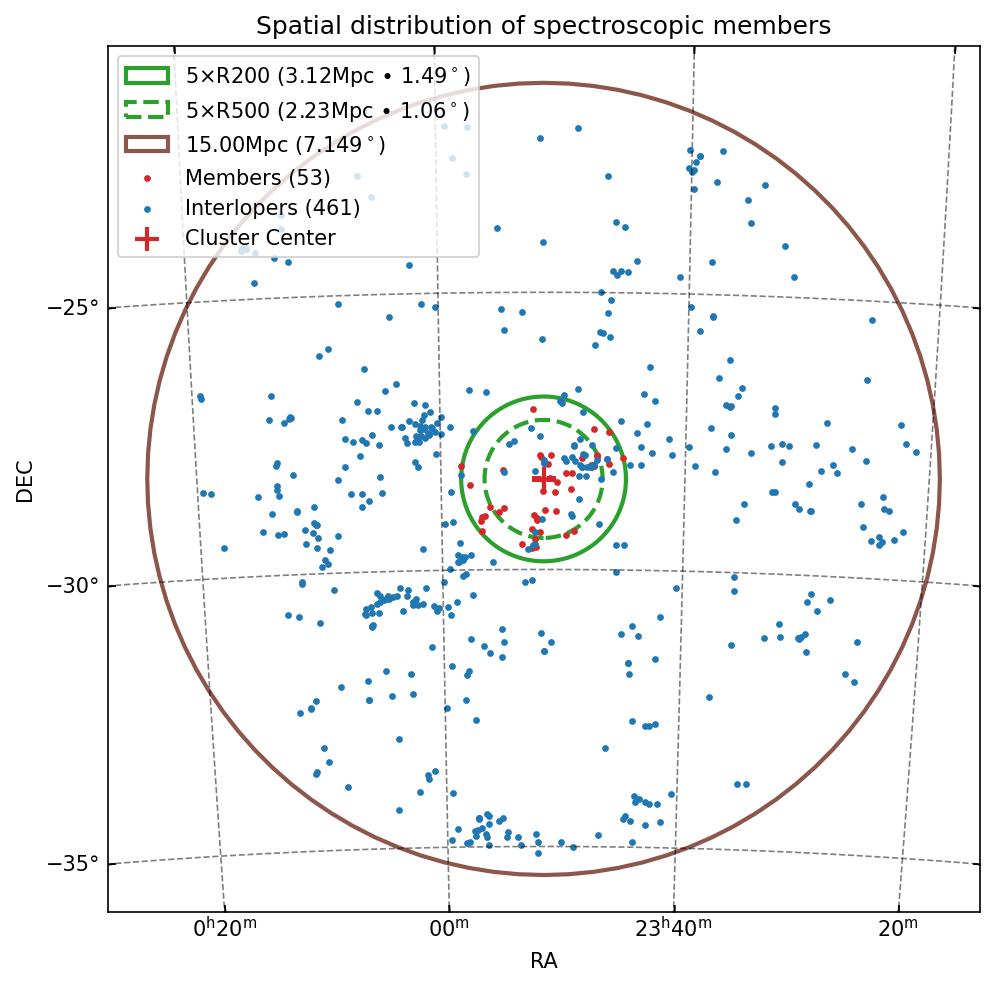 Spatial distribution of spectroscopic members
5×R200 (3.12Mpc • 1.49°)
5×R500 (2.23Mpc • 1.06°)
15.00Mpc (7.149°)
Members (53)
Interlopers (461)
Cluster Center
−25°
−30°
−35°
DEC
0ʰ20ᵐ 00ᵐ 23ʰ40ᵐ 20ᵐ
RA